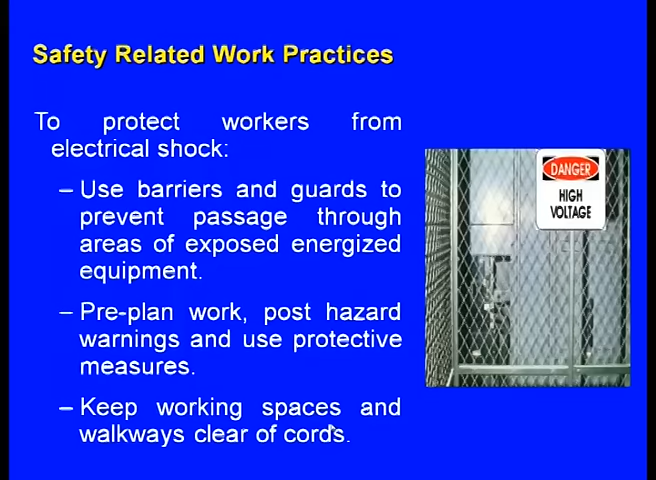 Safety Related Work Practices
To protect workers from
electrical shock:
– Use barriers and guards to
prevent passage through
areas of exposed energized
equipment.
– Pre-plan work, post hazard
warnings and use protective
measures.
– Keep working spaces and
walkways clear of cords.
DANGER
HIGH
VOLTAGE